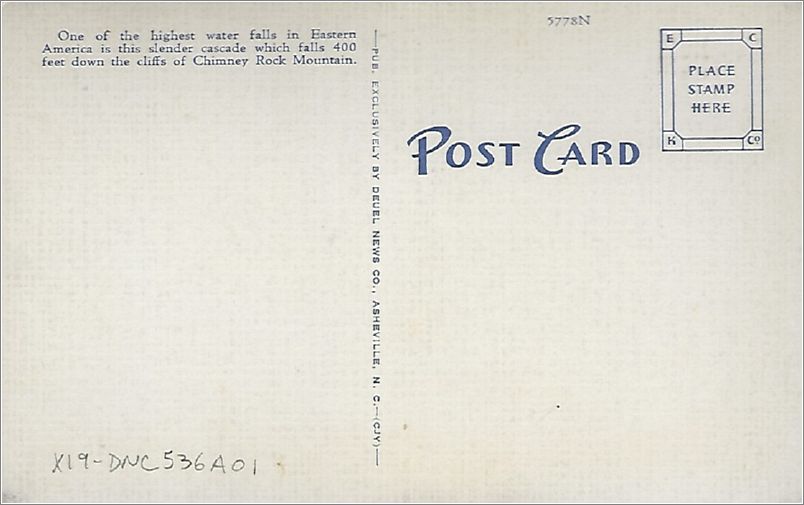 One of the highest water falls in Eastern
America is this slender cascade which falls 400
feet down the cliffs of Chimney Rock Mountain.
—PUB. EXCLUSIVELY BY DEUEL NEWS CO., ASHEVILLE, N. C.—(CJY)—
5778N
POST CARD
E C
PLACE
STAMP
HERE
K Co
X19-DNC536A01